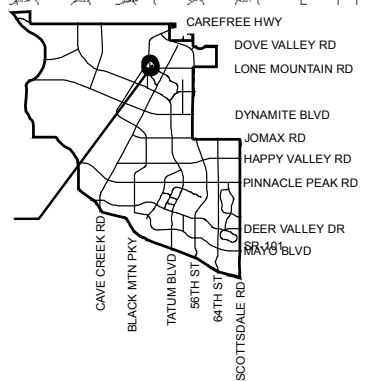 CAREFREE HWY
DOVE VALLEY RD
LONE MOUNTAIN RD
DYNAMITE BLVD
JOMAX RD
HAPPY VALLEY RD
PINNACLE PEAK RD
DEER VALLEY DR
SR-101
MAYO BLVD
CAVE CREEK RD
BLACK MTN PKY
TATUM BLVD
56TH ST
64TH ST
SCOTTSDALE RD